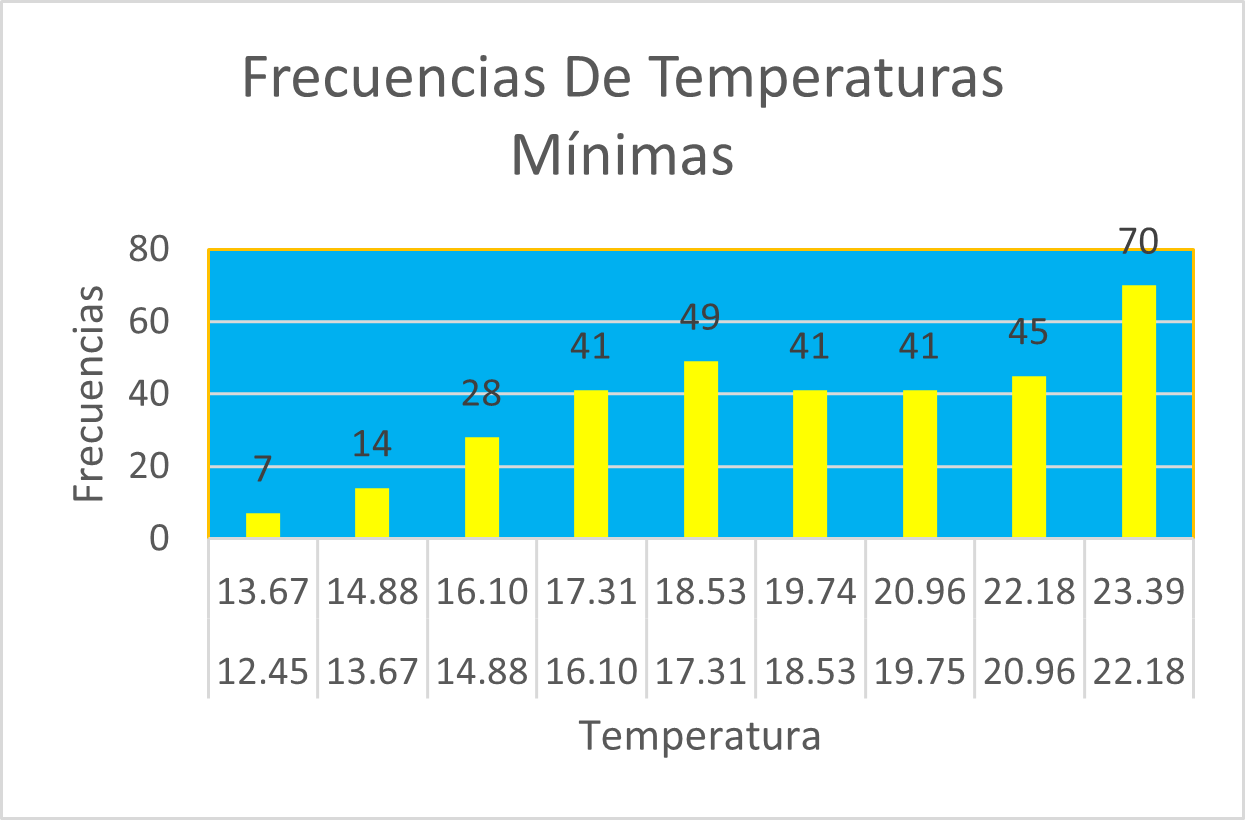 Frecuencias De Temperaturas
Mínimas
Frecuencias
80
60
40
20
0
7
14
28
41
49
41
41
45
70
13.67 14.88 16.10 17.31 18.53 19.74 20.96 22.18 23.39
12.45 13.67 14.88 16.10 17.31 18.53 19.75 20.96 22.18
Temperatura